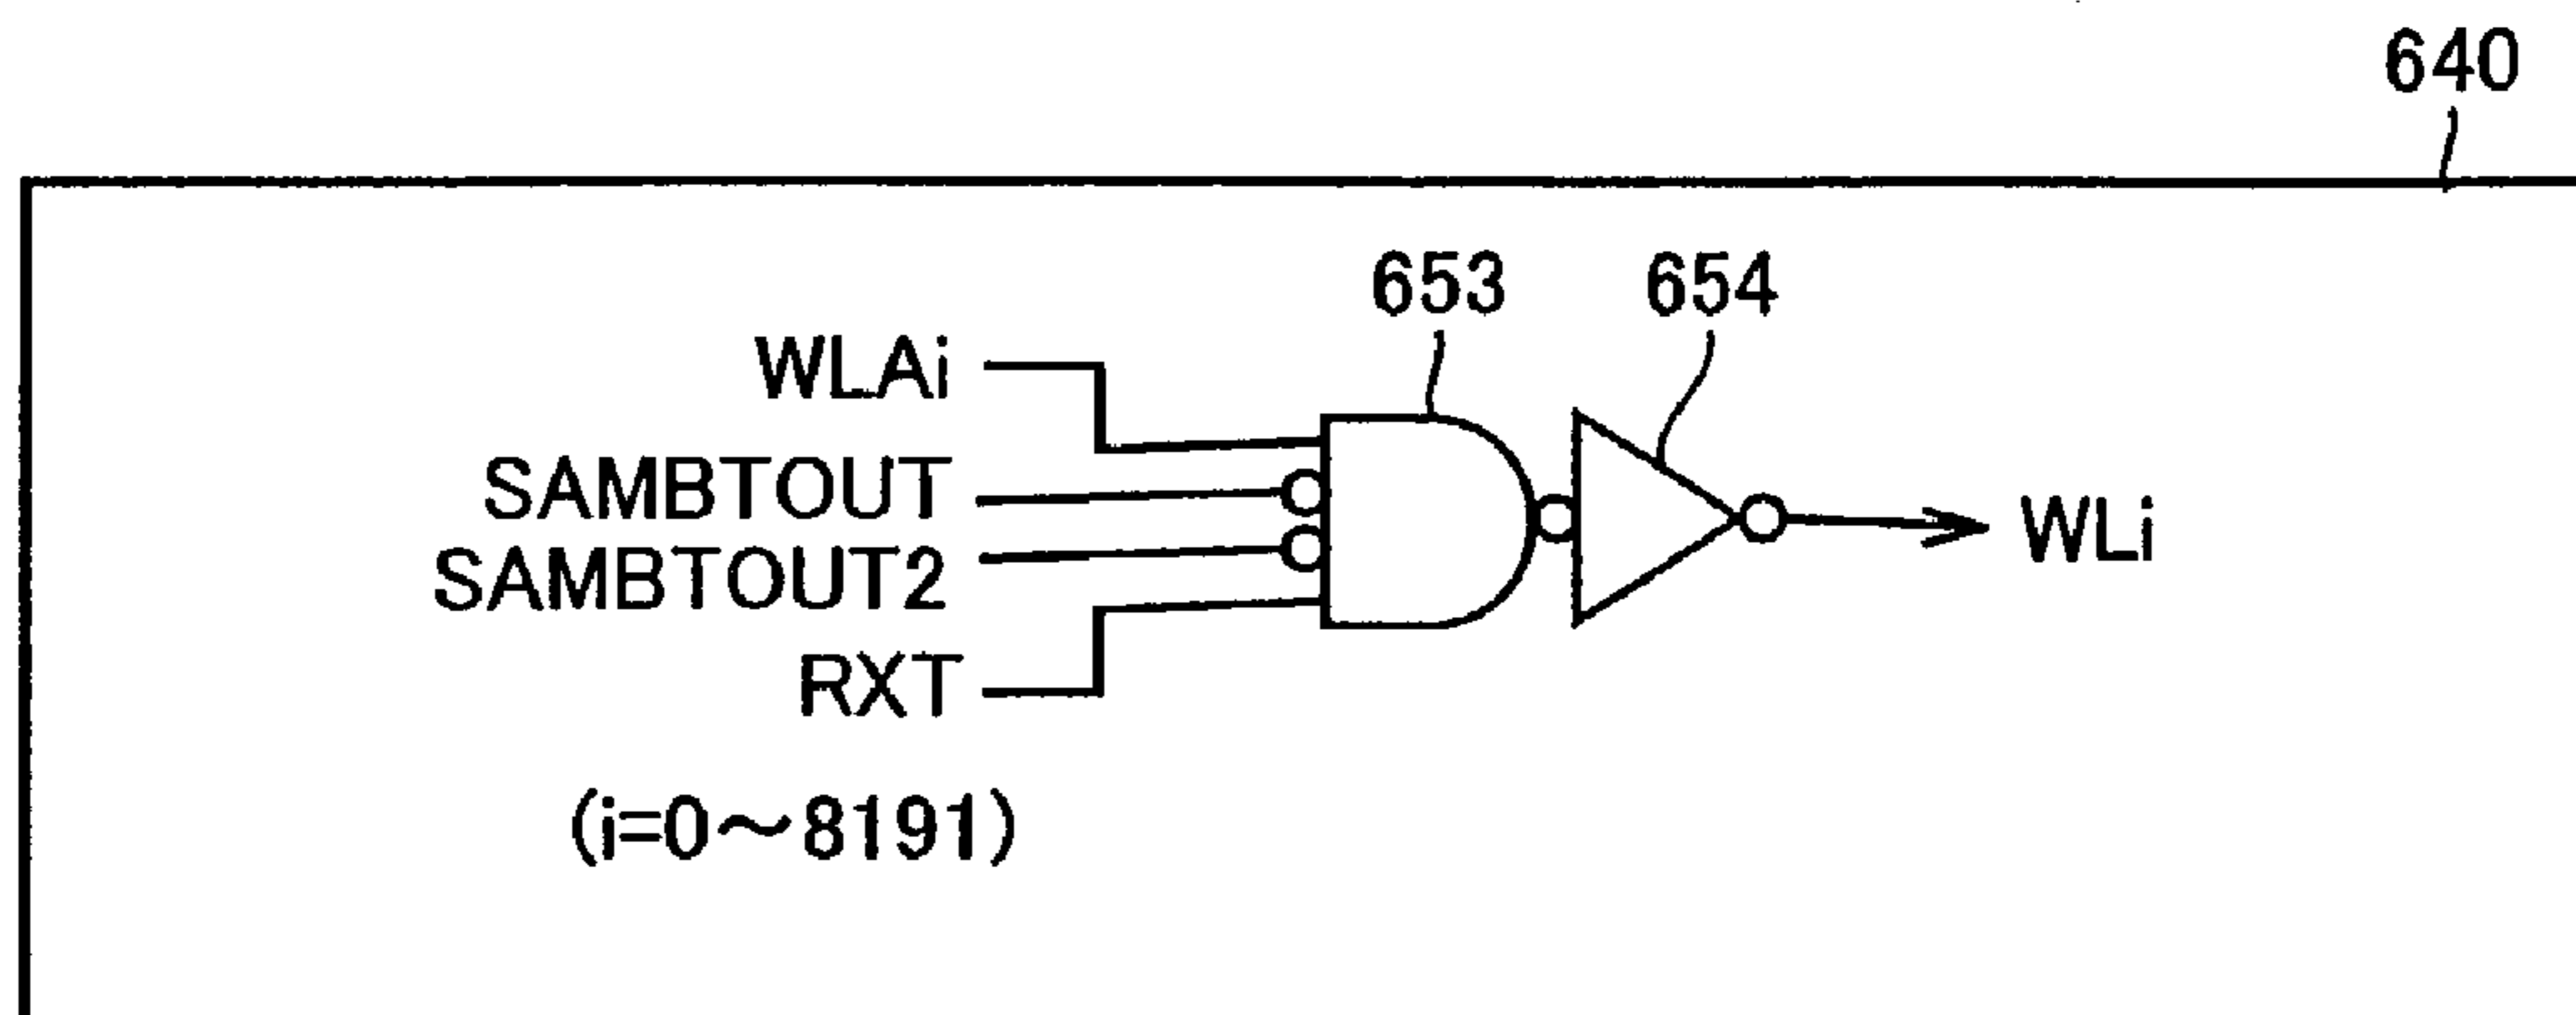 640
653 654
WLAi
SAMBTOUT
SAMBTOUT2
WLi
RXT
(i=0～8191)